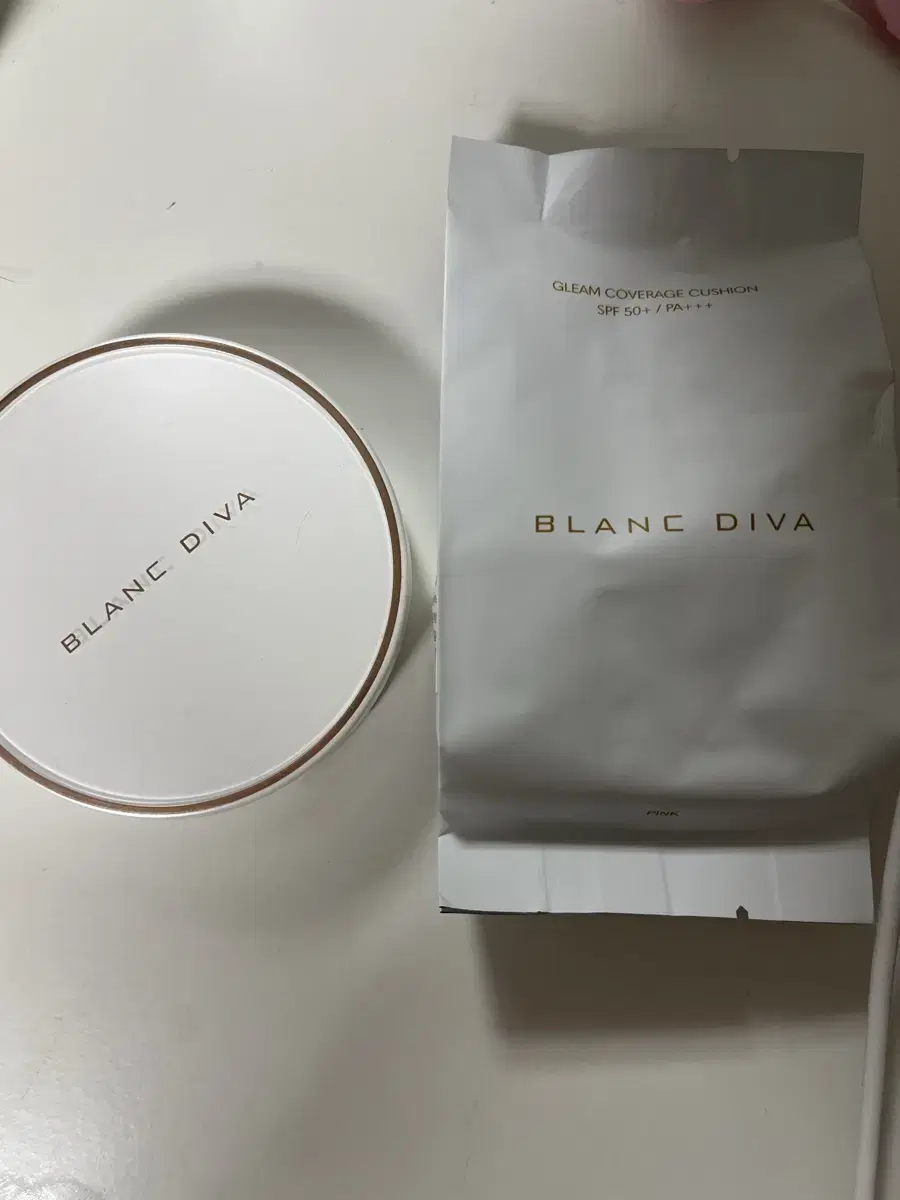 BLANC DIVA
GLEAM COVERAGE CUSHION
SPF 50+ / PA+++
BLANC DIVA
PINK